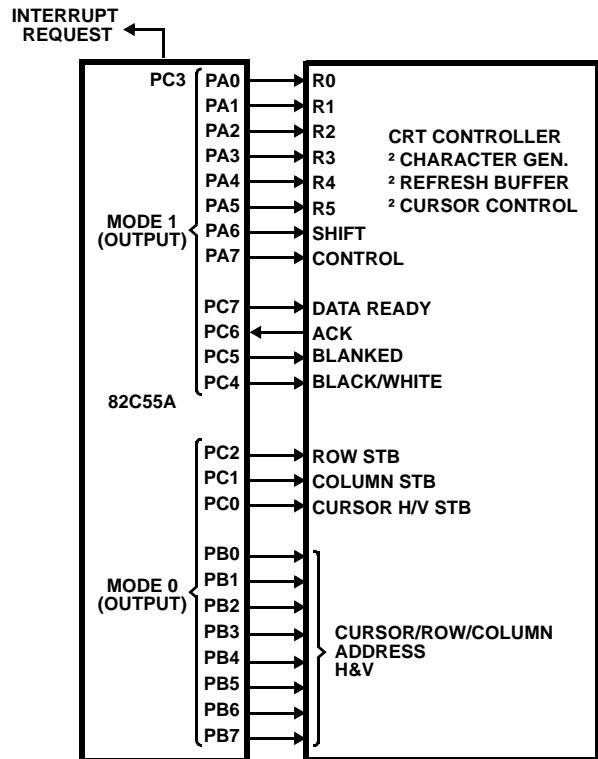 INTERRUPT
REQUEST
PC3 PA0 R0
PA1 R1
PA2 R2
PA3 R3
PA4 R4
PA5 R5
PA6 SHIFT
PA7 CONTROL
CRT CONTROLLER
² CHARACTER GEN.
² REFRESH BUFFER
² CURSOR CONTROL
MODE 1
(OUTPUT)
PC7 DATA READY
PC6 ACK
PC5 BLANKED
PC4 BLACK/WHITE
82C55A
PC2 ROW STB
PC1 COLUMN STB
PC0 CURSOR H/V STB
MODE 0
(OUTPUT)
PB0
PB1
PB2
PB3
PB4
PB5
PB6
PB7
CURSOR/ROW/COLUMN
ADDRESS
H&V